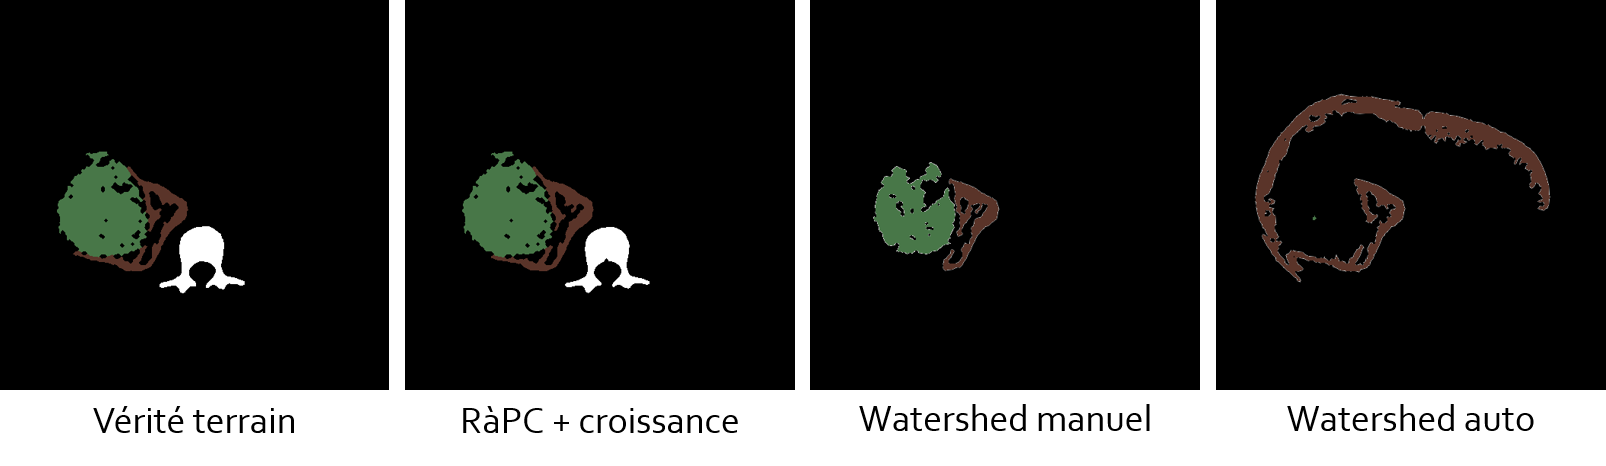 Vérité terrain
RàPC + croissance
Watershed manuel
Watershed auto